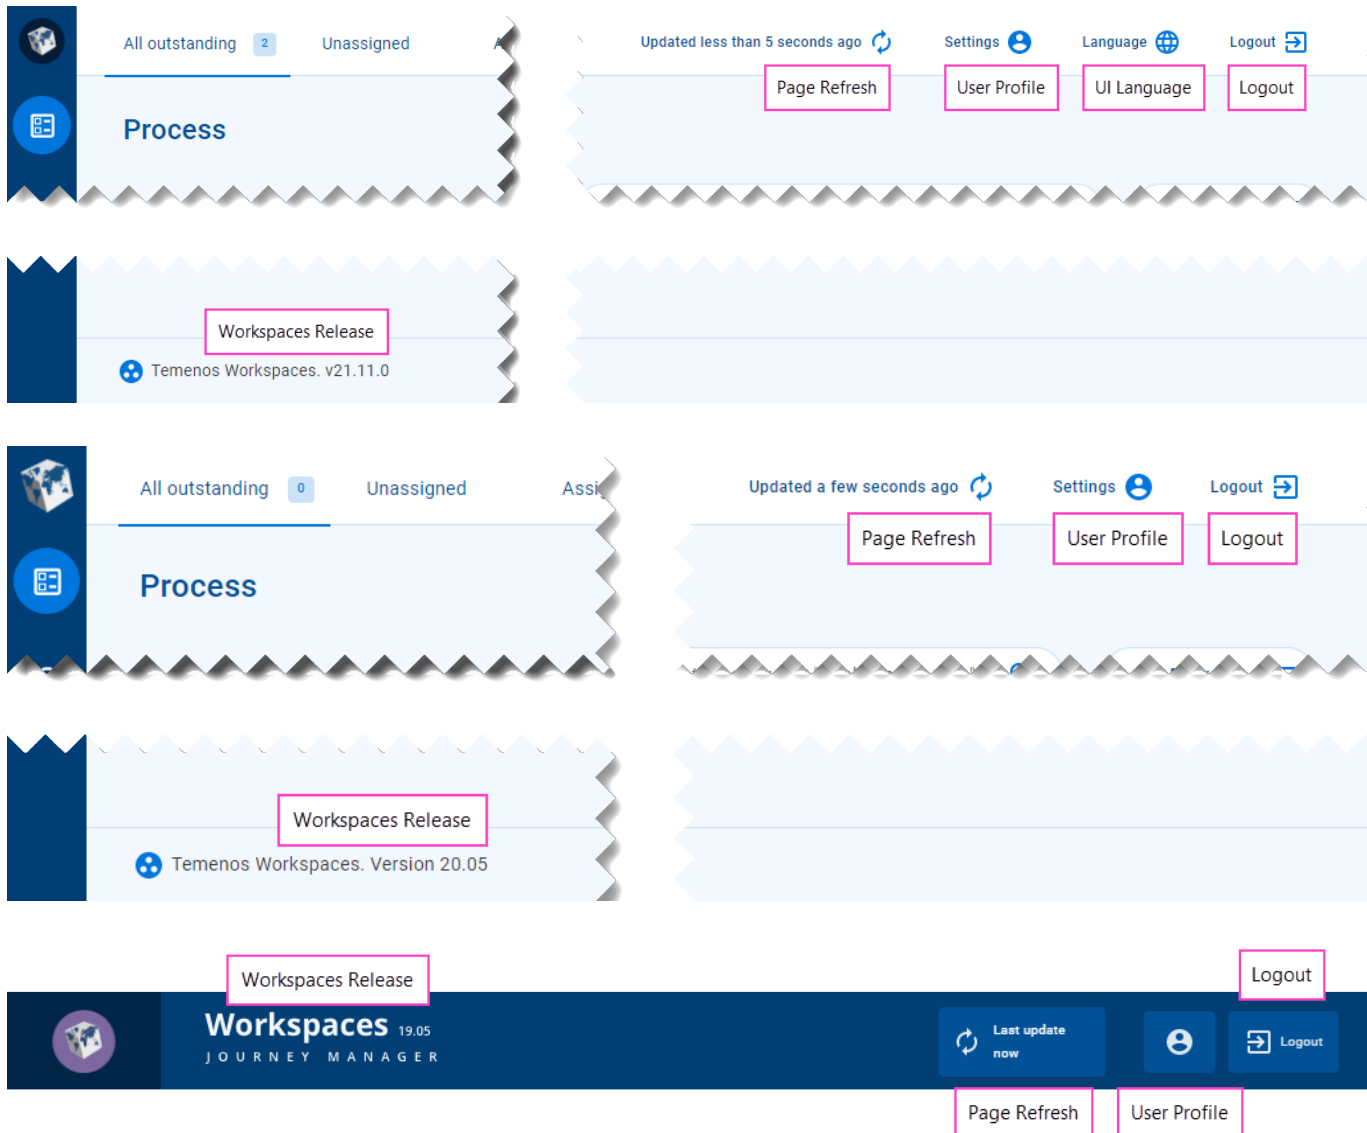 All outstanding 2 Unassigned
Updated less than 5 seconds ago Settings Language Logout
Page Refresh User Profile UI Language Logout
Process
Workspaces Release
Temenos Workspaces. v21.11.0
All outstanding 0 Unassigned Assi
Updated a few seconds ago Settings Logout
Page Refresh User Profile Logout
Process
Workspaces Release
Temenos Workspaces. Version 20.05
Workspaces Release
Logout
Workspaces 19.05
JOURNEY MANAGER
Last update
now
Logout
Page Refresh User Profile